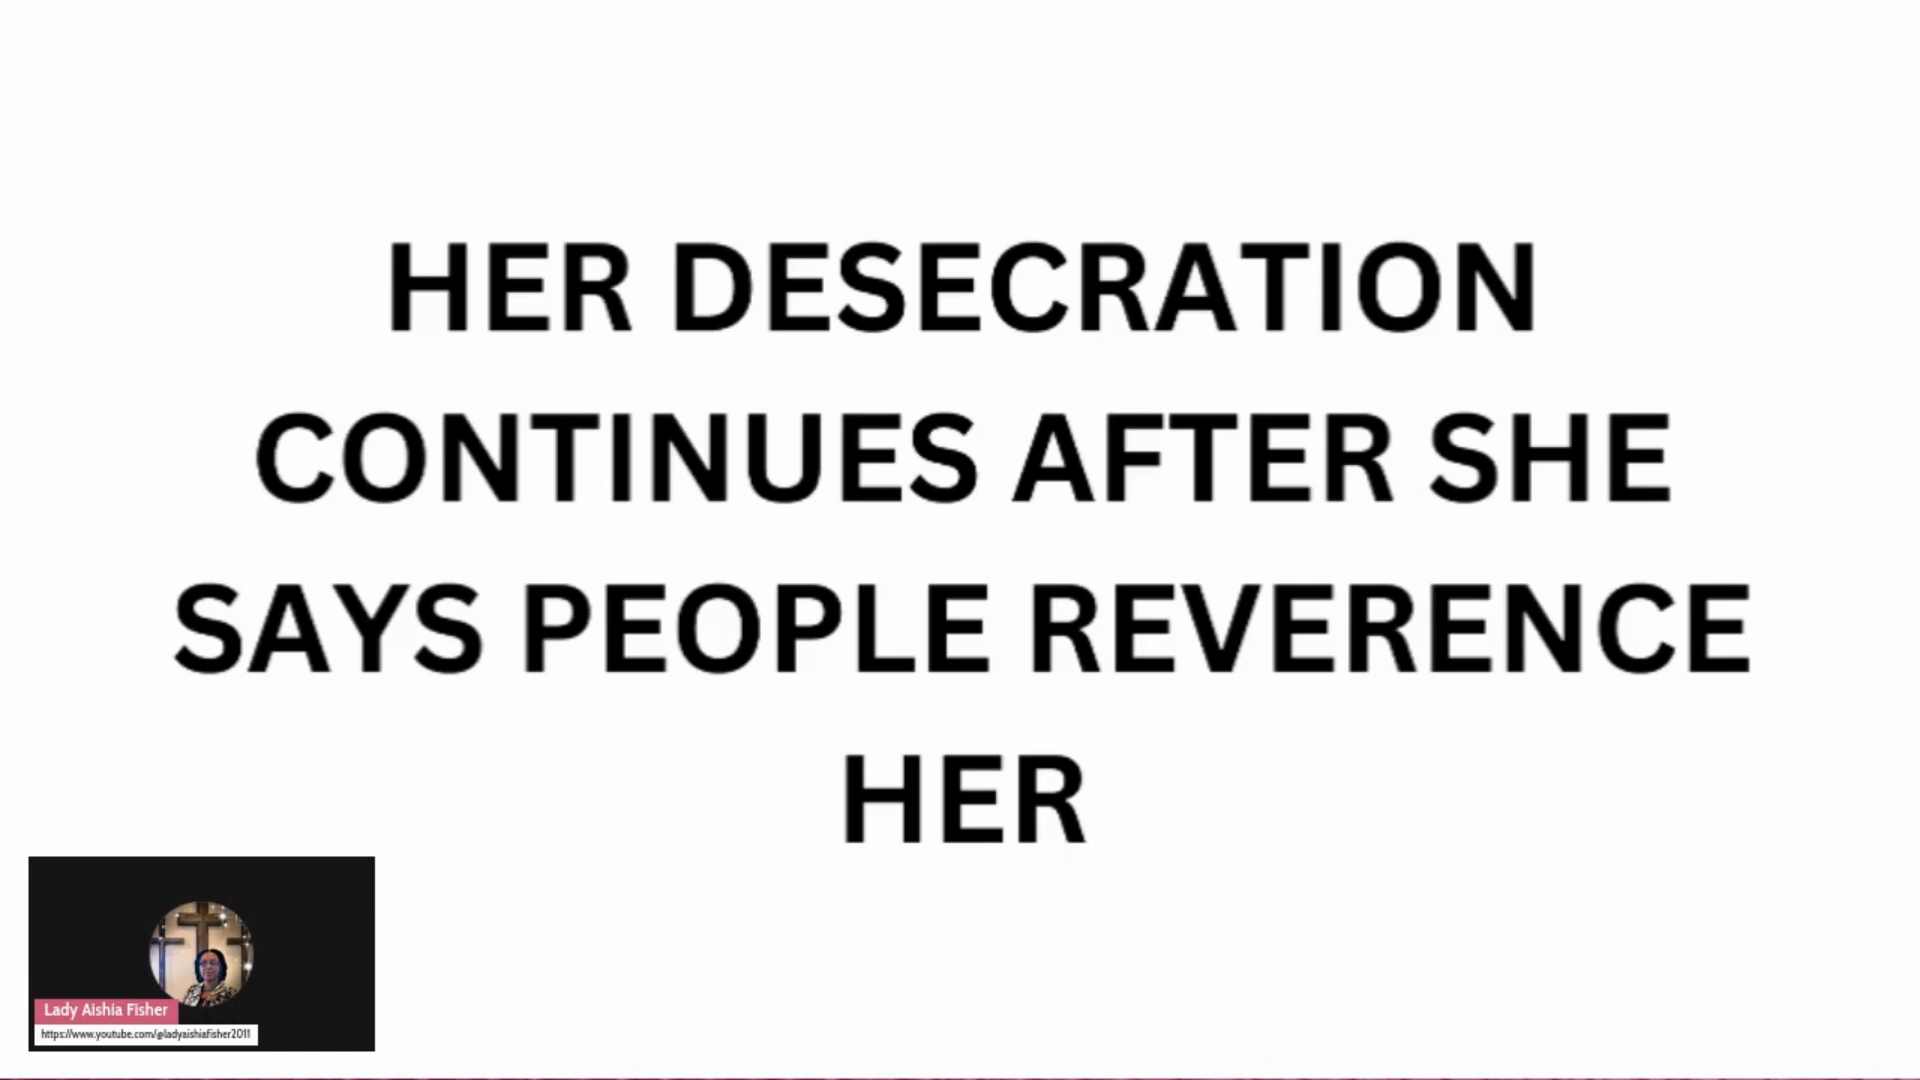 HER DESECRATION
CONTINUES AFTER SHE
SAYS PEOPLE REVERENCE
HER
Lady Aishia Fisher
https://www.youtube.com/@ladyaishiafisher2011